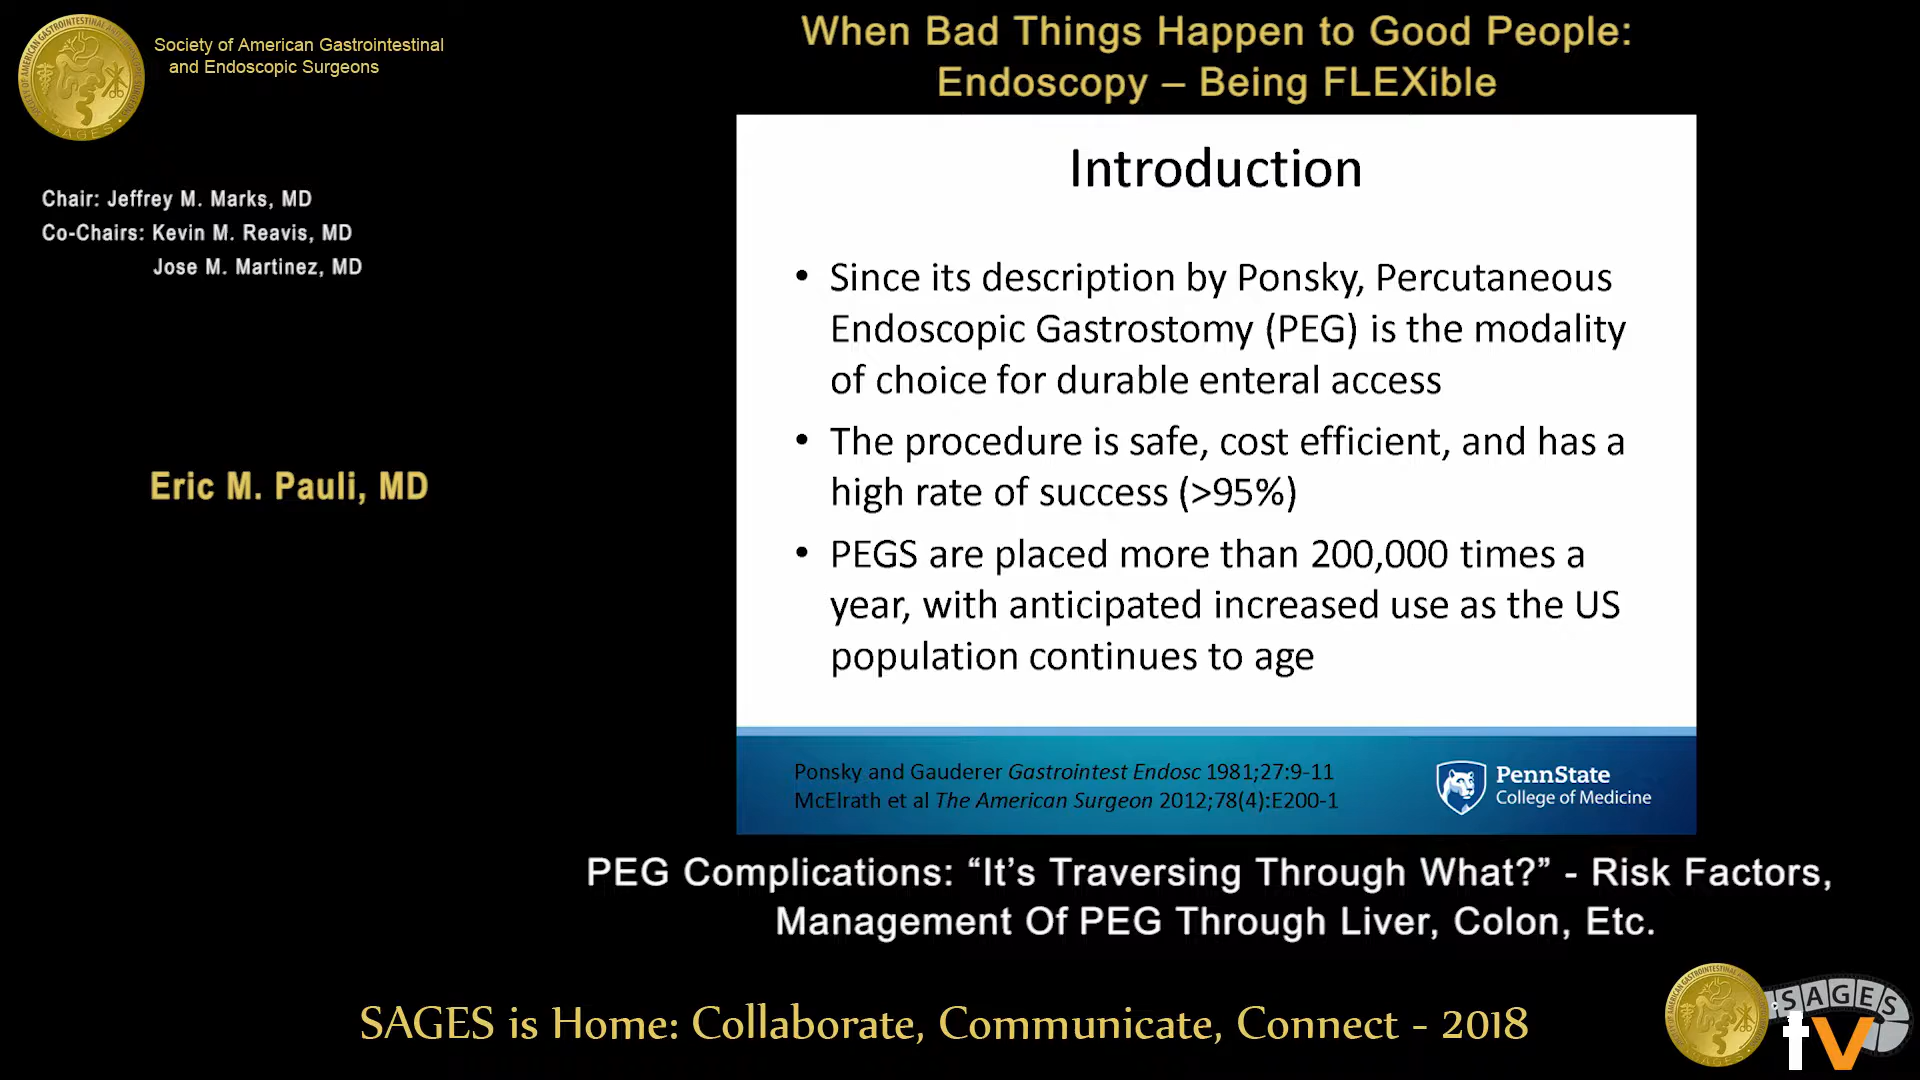 Society of American Gastrointestinal
and Endoscopic Surgeons
When Bad Things Happen to Good People:
Endoscopy – Being FLEXible
Chair: Jeffrey M. Marks, MD
Co-Chairs: Kevin M. Reavis, MD
Jose M. Martinez, MD
Eric M. Pauli, MD
Introduction
• Since its description by Ponsky, Percutaneous
Endoscopic Gastrostomy (PEG) is the modality
of choice for durable enteral access
• The procedure is safe, cost efficient, and has a
high rate of success (>95%)
• PEGS are placed more than 200,000 times a
year, with anticipated increased use as the US
population continues to age
Ponsky and Gauderer Gastrointest Endosc 1981;27:9-11
McElrath et al The American Surgeon 2012;78(4):E200-1
PennState
College of Medicine
PEG Complications: “It’s Traversing Through What?” - Risk Factors,
Management Of PEG Through Liver, Colon, Etc.
SAGES is Home: Collaborate, Communicate, Connect - 2018
SAGES
tv